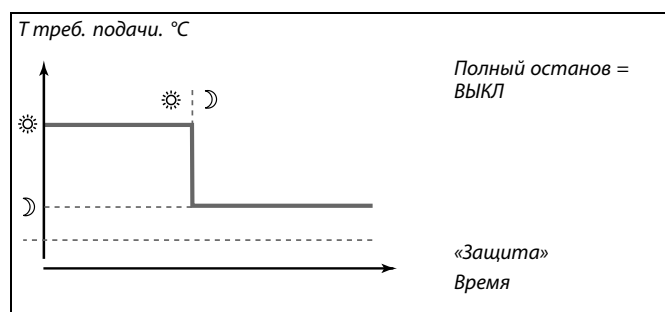 Т треб. подачи. °C
Полный останов =
ВЫКЛ
«Защита»
Время